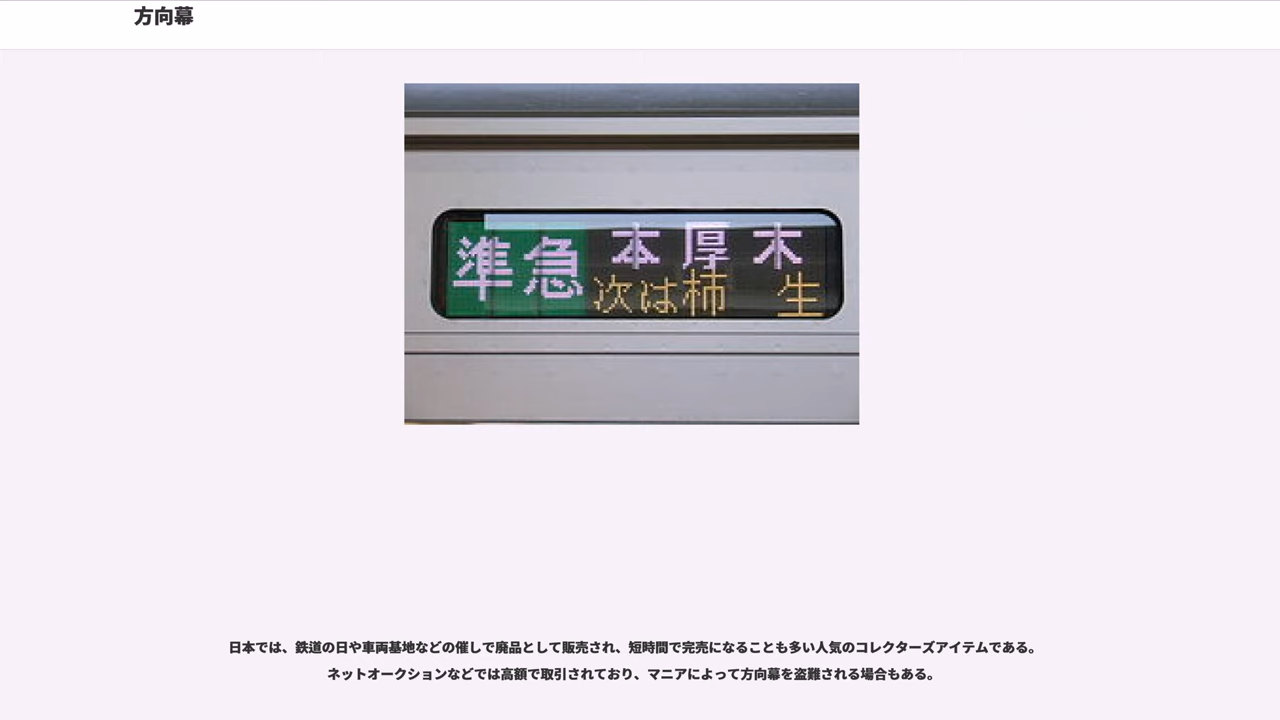 方向幕
準急 本厚木
次は柿生
日本では、鉄道の日や車両基地などの催しで廃品として販売され、短時間で完売になることも多い人気のコレクターズアイテムである。
ネットオークションなどでは高額で取引されており、マニアによって方向幕を盗難される場合もある。